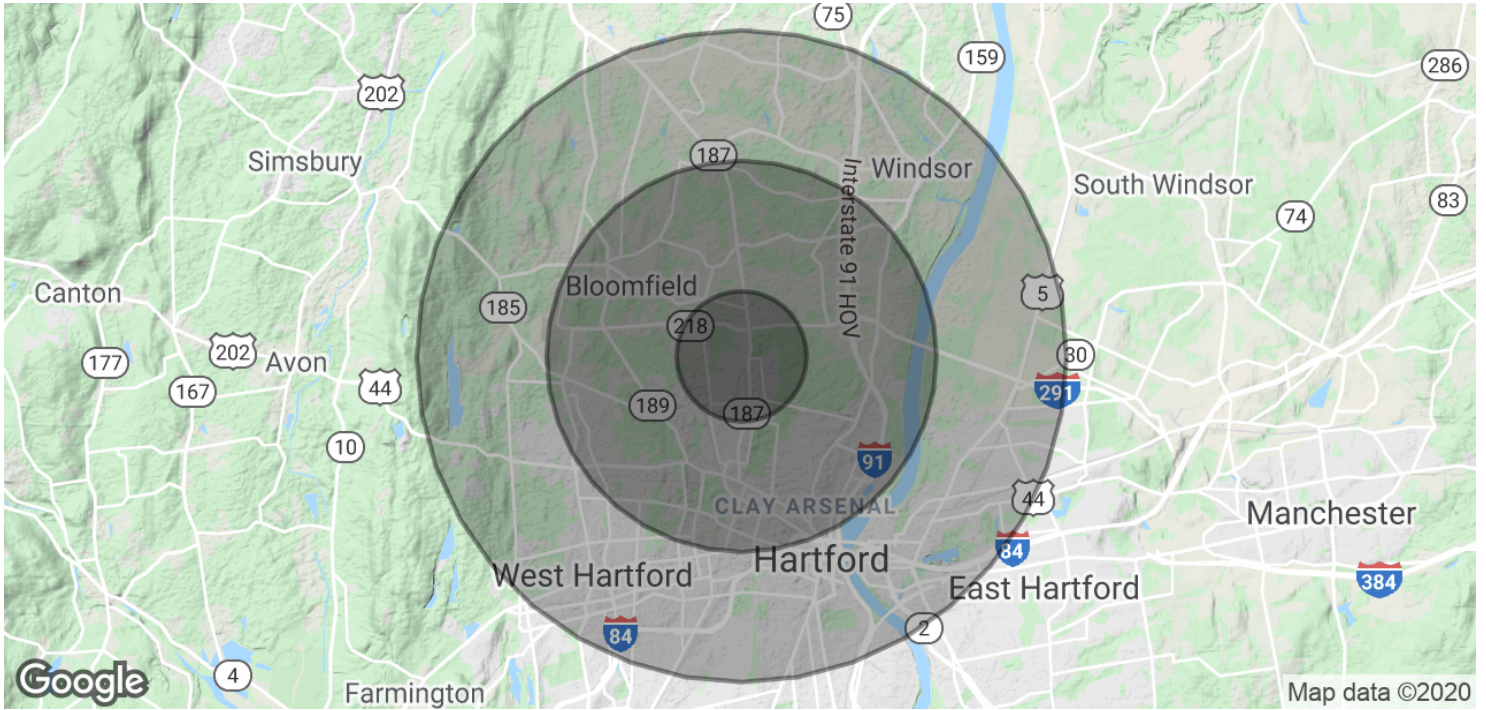 75
159
286
202
Simsbury
187
Windsor
Interstate 91 HOV
South Windsor
83
74
Canton
Bloomfield
185
5
218
202
177
Avon
30
167
44
291
189
187
10
91
44
CLAY ARSENAL
Manchester
Hartford
84
West Hartford
East Hartford
384
84
2
4
Google
Farmington
Map data ©2020